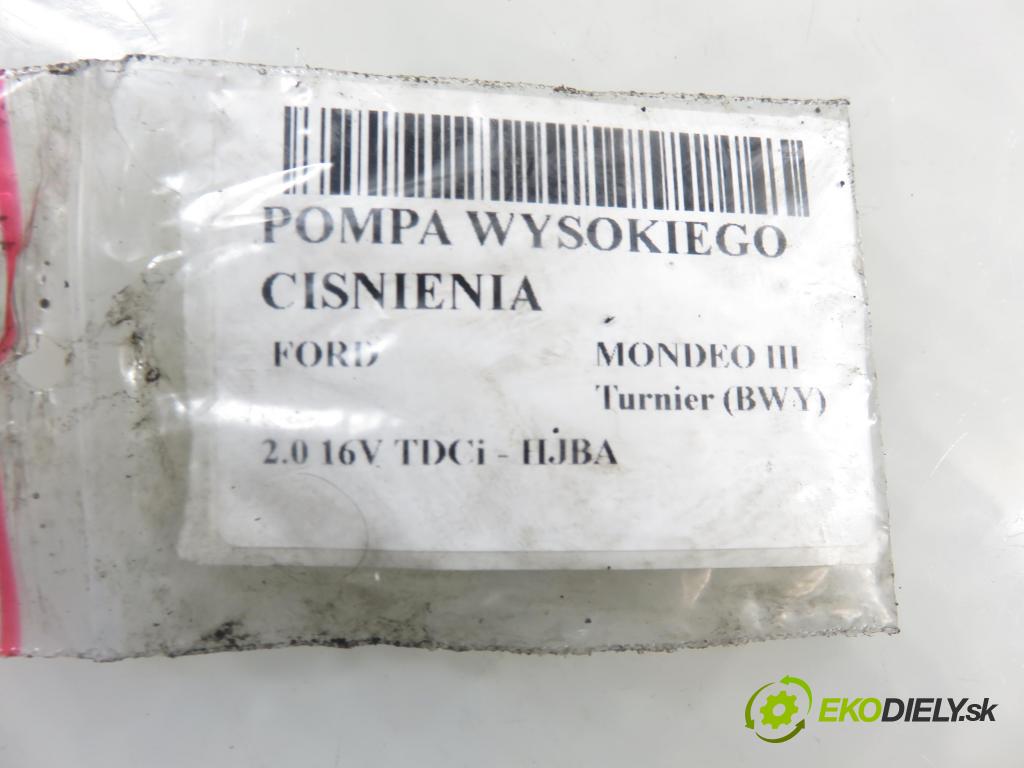 POMPA WYSOKIEGO
CISNIENIA
FORD MONDEO III
Turnier (BWY)
2.0 16V TDCi - HJBA
EKODIELY.sk